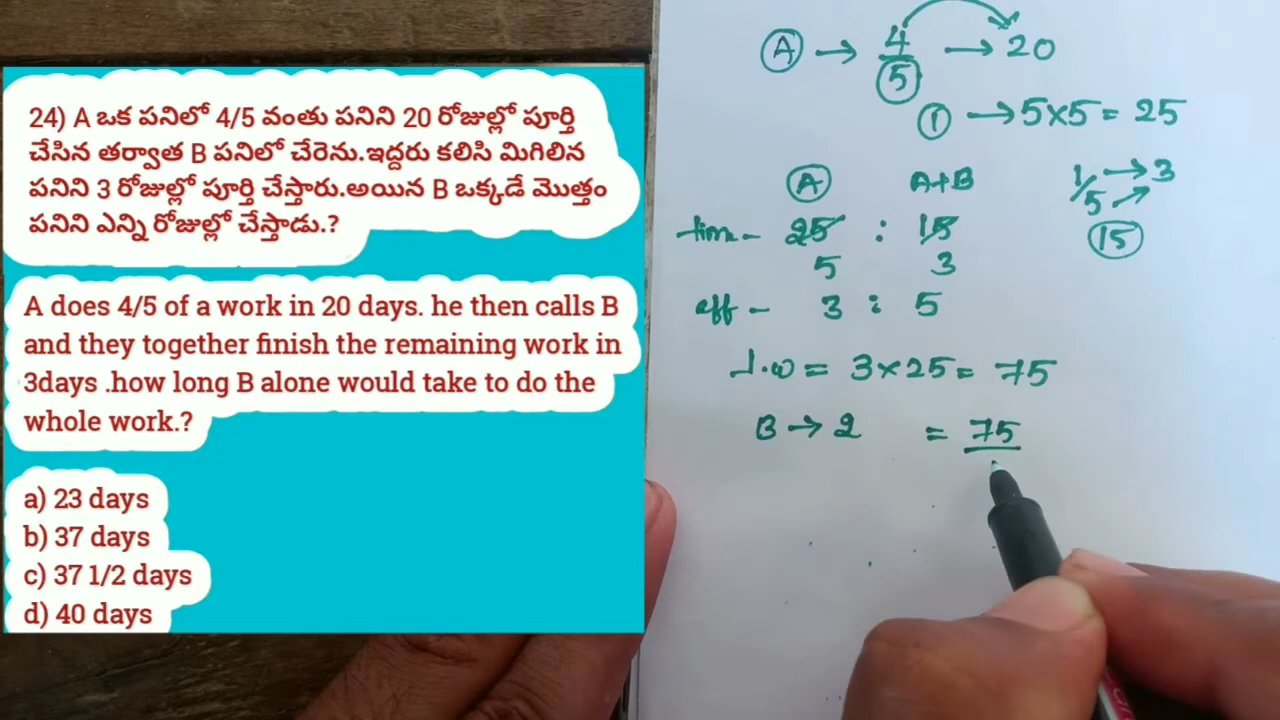 24) A ఒక పనిలో 4/5 వంతు పనిని 20 రోజుల్లో పూర్తి
చేసిన తర్వాత B పనిలో చేరెను.ఇద్దరు కలిసి మిగిలిన
పనిని 3 రోజుల్లో పూర్తి చేస్తారు.అయిన B ఒక్కడే మొత్తం
పనిని ఎన్ని రోజుల్లో చేస్తాడు.?
A does 4/5 of a work in 20 days. he then calls B
and they together finish the remaining work in
3days .how long B alone would take to do the
whole work.?
a) 23 days
b) 37 days
c) 37 1/2 days
d) 40 days
A → 4/5 → 20
1 → 5×5 = 25
A A+B
1/5 → 3
15
time - 25 : 15
5 3
eff - 3 : 5
T.W = 3×25 = 75
B → 2 = 75